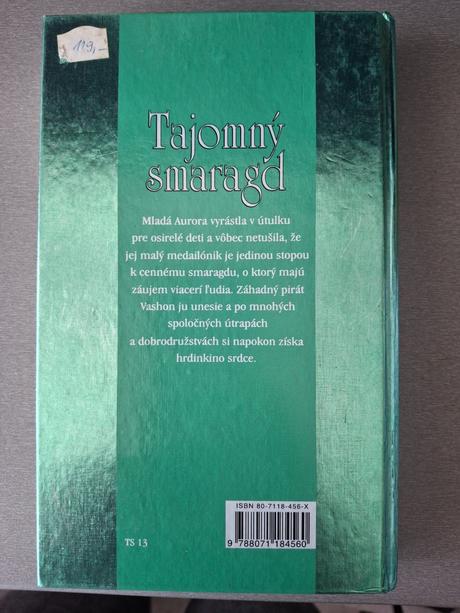 119,-
Tajomný
smaragd
Mladá Aurora vyrástla v útulku
pre osirelé deti a vôbec netušila, že
jej malý medailónik je jedinou stopou
k cennému smaragdu, o ktorý majú
záujem viacerí ľudia. Záhadný pirát
Vashon ju unesie a po mnohých
spoločných útrapách
a dobrodružstvách si napokon získa
hrdinkino srdce.
ISBN 80-7118-456-X
9 788071 184560
TS 13